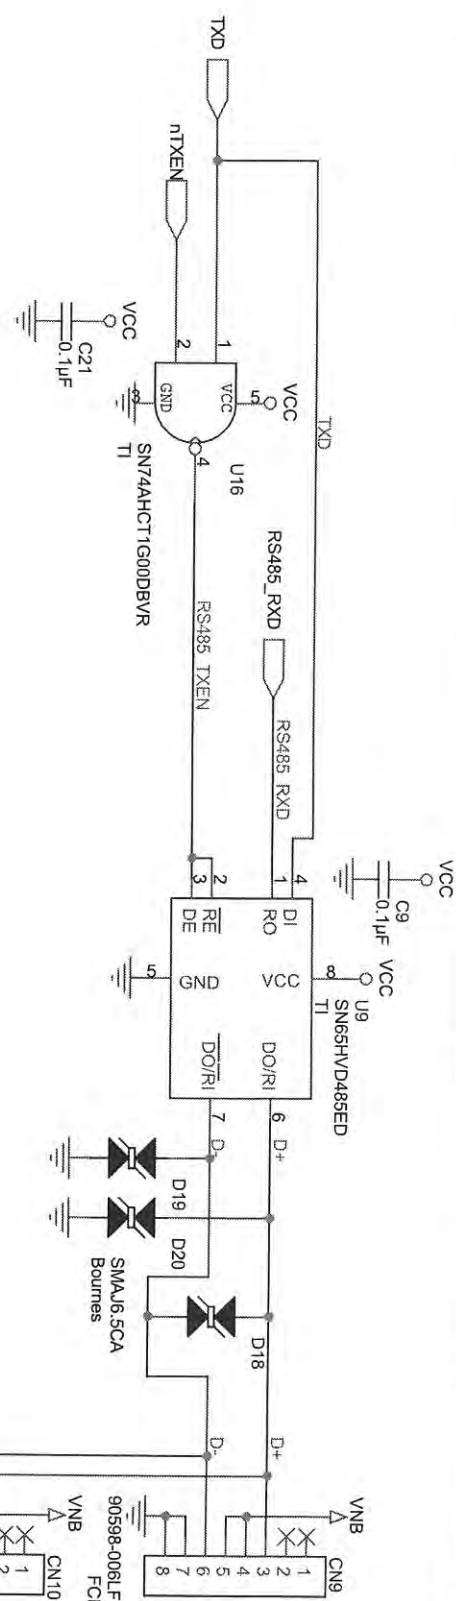 TXD
nTXEN
VCC
C21
0.1µF
1
2
VCC
5
VCC
GND
3
4
U16
SN74AHCT1G00DBVR
TI
TXD
RS485_RXD
RS485_RXD
RS485_TXEN
VCC
C9
0.1µF
VCC
8
U9
SN65HVD485ED
TI
4
1
2
3
DI
RO
RE
DE
VCC
GND
5
DO/RI
DO/RI
6
7
D+
D-
D19
D20
SMAJ6.5CA
Bournes
D18
D+
D-
VNB
CN9
1
2
3
4
5
6
7
8
90598-006LF
VNB
CN10
1
2